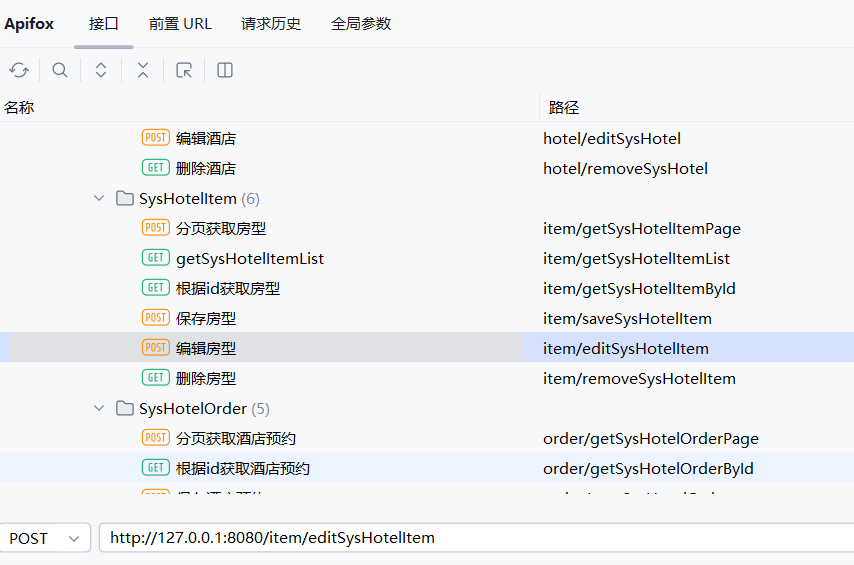 Apifox 接口 前置 URL 请求历史 全局参数
名称 路径
POST 编辑酒店 hotel/editSysHotel
GET 删除酒店 hotel/removeSysHotel
SysHotelItem (6)
POST 分页获取房型 item/getSysHotelItemPage
GET getSysHotelItemList item/getSysHotelItemList
GET 根据id获取房型 item/getSysHotelItemById
POST 保存房型 item/saveSysHotelItem
POST 编辑房型 item/editSysHotelItem
GET 删除房型 item/removeSysHotelItem
SysHotelOrder (5)
POST 分页获取酒店预约 order/getSysHotelOrderPage
GET 根据id获取酒店预约 order/getSysHotelOrderById
POST http://127.0.0.1:8080/item/editSysHotelItem